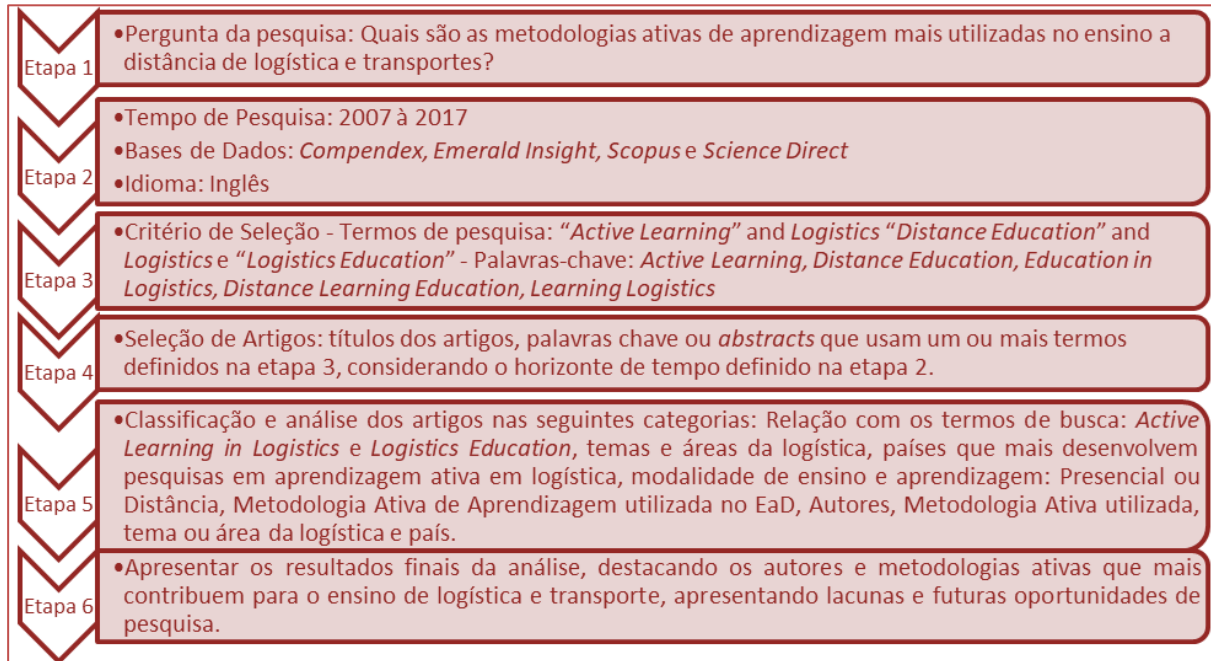 Etapa 1
•Pergunta da pesquisa: Quais são as metodologias ativas de aprendizagem mais utilizadas no ensino a
distância de logística e transportes?
Etapa 2
•Tempo de Pesquisa: 2007 à 2017
•Bases de Dados: Compendex, Emerald Insight, Scopus e Science Direct
•Idioma: Inglês
Etapa 3
•Critério de Seleção - Termos de pesquisa: “Active Learning” and Logistics “Distance Education” and
Logistics e “Logistics Education” - Palavras-chave: Active Learning, Distance Education, Education in
Logistics, Distance Learning Education, Learning Logistics
Etapa 4
•Seleção de Artigos: títulos dos artigos, palavras chave ou abstracts que usam um ou mais termos
definidos na etapa 3, considerando o horizonte de tempo definido na etapa 2.
Etapa 5
•Classificação e análise dos artigos nas seguintes categorias: Relação com os termos de busca: Active
Learning in Logistics e Logistics Education, temas e áreas da logística, países que mais desenvolvem
pesquisas em aprendizagem ativa em logística, modalidade de ensino e aprendizagem: Presencial ou
Distância, Metodologia Ativa de Aprendizagem utilizada no EaD, Autores, Metodologia Ativa utilizada,
tema ou área da logística e país.
Etapa 6
•Apresentar os resultados finais da análise, destacando os autores e metodologias ativas que mais
contribuem para o ensino de logística e transporte, apresentando lacunas e futuras oportunidades de
pesquisa.